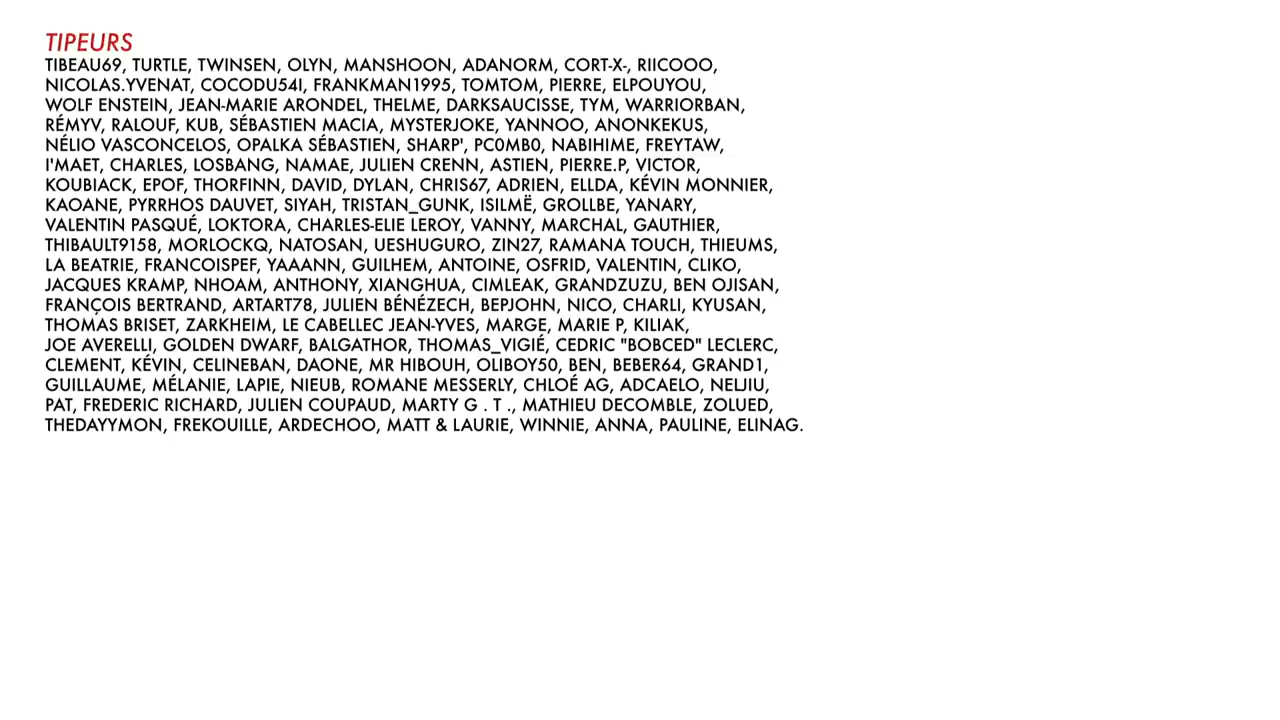 TIPEURS
TIBEAU69, TURTLE, TWINSEN, OLYN, MANSHOON, ADANORM, CORT-X-, RIICOOO,
NICOLAS.YVENAT, COCODU54I, FRANKMAN1995, TOMTOM, PIERRE, ELPOUYOU,
WOLF ENSTEIN, JEAN-MARIE ARONDEL, THELME, DARKSAUCISSE, TYM, WARRIORBAN,
RÉMYV, RALOUF, KUB, SÉBASTIEN MACIA, MYSTERJOKE, YANNOO, ANONKEKUS,
NÉLIO VASCONCELOS, OPALKA SÉBASTIEN, SHARP', PC0MB0, NABIHIME, FREYTAW,
I'MAET, CHARLES, LOSBANG, NAMAE, JULIEN CRENN, ASTIEN, PIERRE.P, VICTOR,
KOUBIACK, EPOF, THORFINN, DAVID, DYLAN, CHRIS67, ADRIEN, ELLDA, KÉVIN MONNIER,
KAOANE, PYRRHOS DAUVET, SIYAH, TRISTAN_GUNK, ISILMË, GROLLBE, YANARY,
VALENTIN PASQUÉ, LOKTORA, CHARLES-ELIE LEROY, VANNY, MARCHAL, GAUTHIER,
THIBAULT9158, MORLOCKQ, NATOSAN, UESHUGURO, ZIN27, RAMANA TOUCH, THIEUMS,
LA BEATRIE, FRANCOISPEF, YAAANN, GUILHEM, ANTOINE, OSFRID, VALENTIN, CLIKO,
JACQUES KRAMP, NHOAM, ANTHONY, XIANGHUA, CIMLEAK, GRANDZUZU, BEN OJISAN,
FRANÇOIS BERTRAND, ARTART78, JULIEN BÉNÉZECH, BEPJOHN, NICO, CHARLI, KYUSAN,
THOMAS BRISET, ZARKHEIM, LE CABELLEC JEAN-YVES, MARGE, MARIE P, KILIAK,
JOE AVERELLI, GOLDEN DWARF, BALGATHOR, THOMAS_VIGIÉ, CEDRIC "BOBCED" LECLERC,
CLEMENT, KÉVIN, CELINEBAN, DAONE, MR HIBOUH, OLIBOY50, BEN, BEBER64, GRAND1,
GUILLAUME, MÉLANIE, LAPIE, NIEUB, ROMANE MESSERLY, CHLOÉ AG, ADCAELO, NELJIU,
PAT, FREDERIC RICHARD, JULIEN COUPAUD, MARTY G . T ., MATHIEU DECOMBLE, ZOLUED,
THEDAYYMON, FREKOUILLE, ARDECHOO, MATT & LAURIE, WINNIE, ANNA, PAULINE, ELINAG.